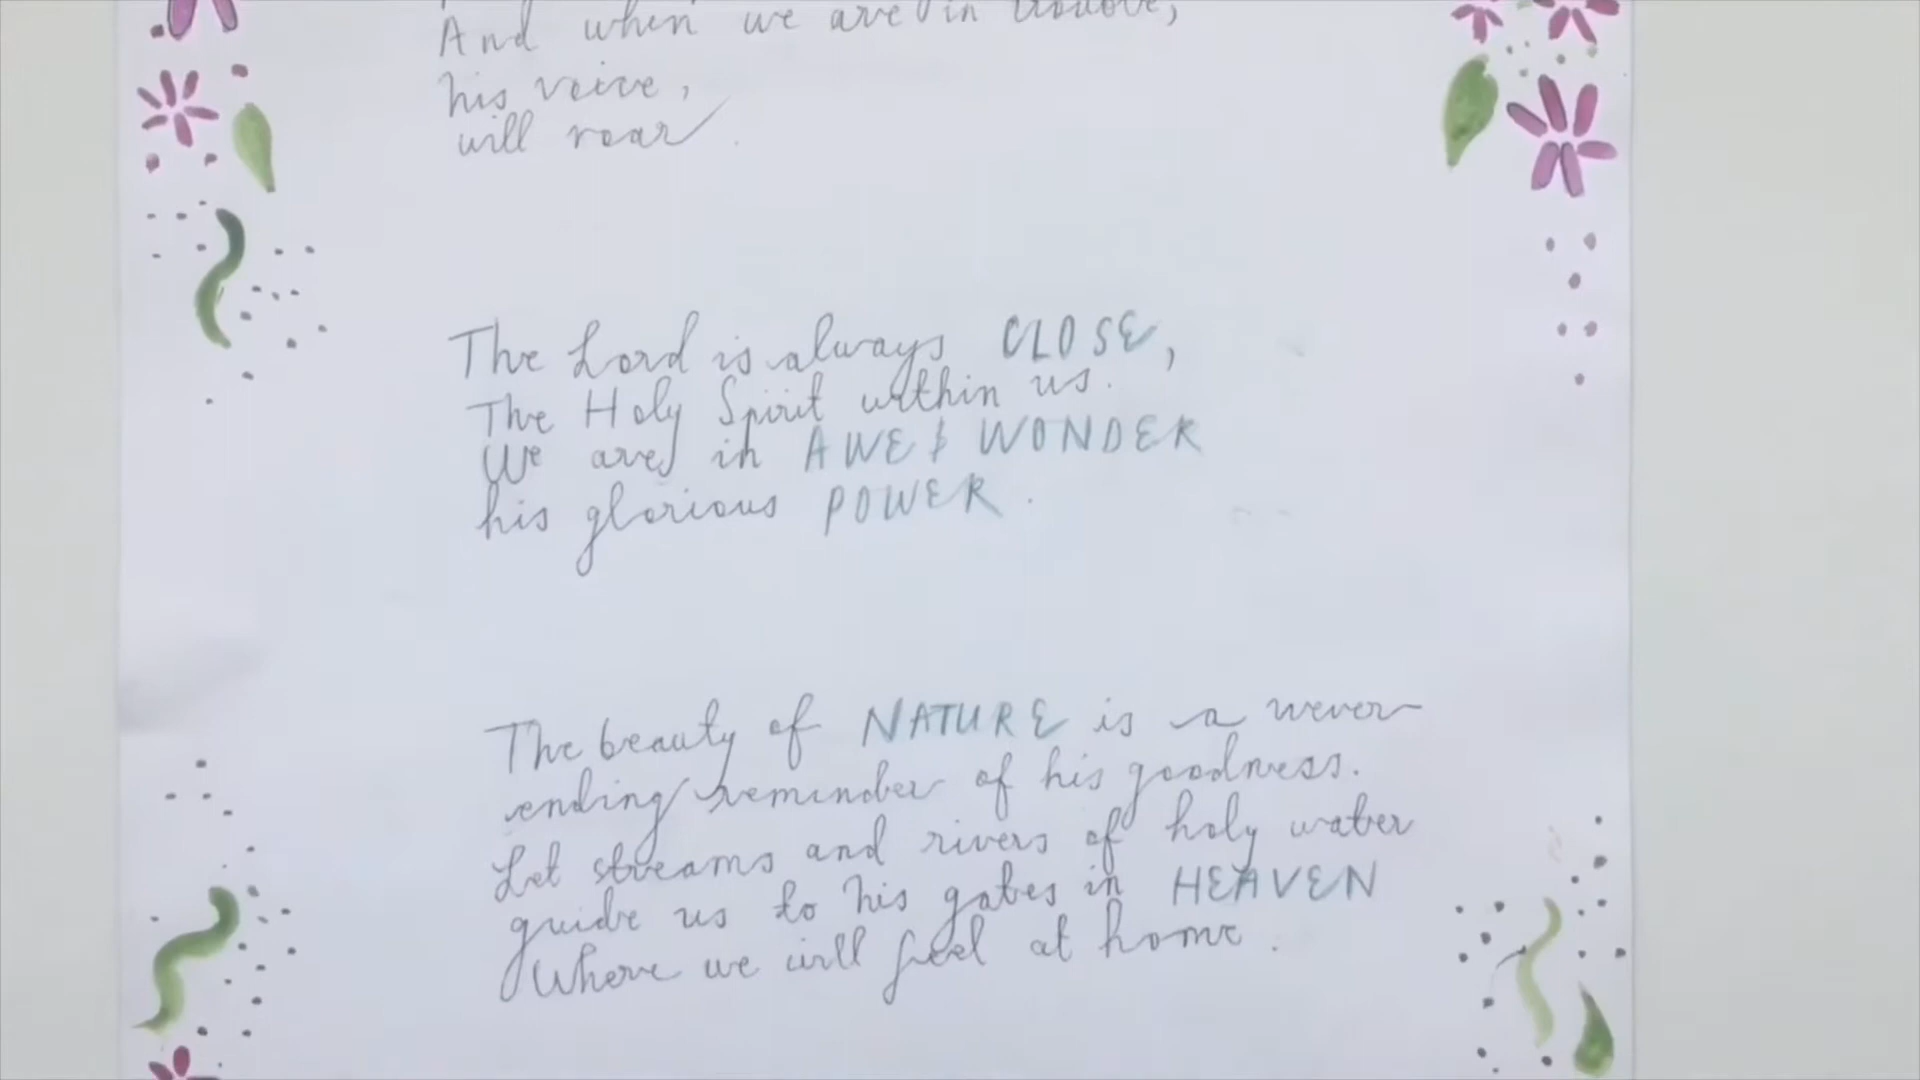 And when we are in trouble,
his voice,
will roar.
The Lord is always CLOSE,
The Holy Spirit within us.
We are in AWE & WONDER
his glorious POWER.
The beauty of NATURE is a never
ending reminder of his goodness.
Let streams and rivers of holy water
guide us to his gates in HEAVEN
Where we will feel at home.